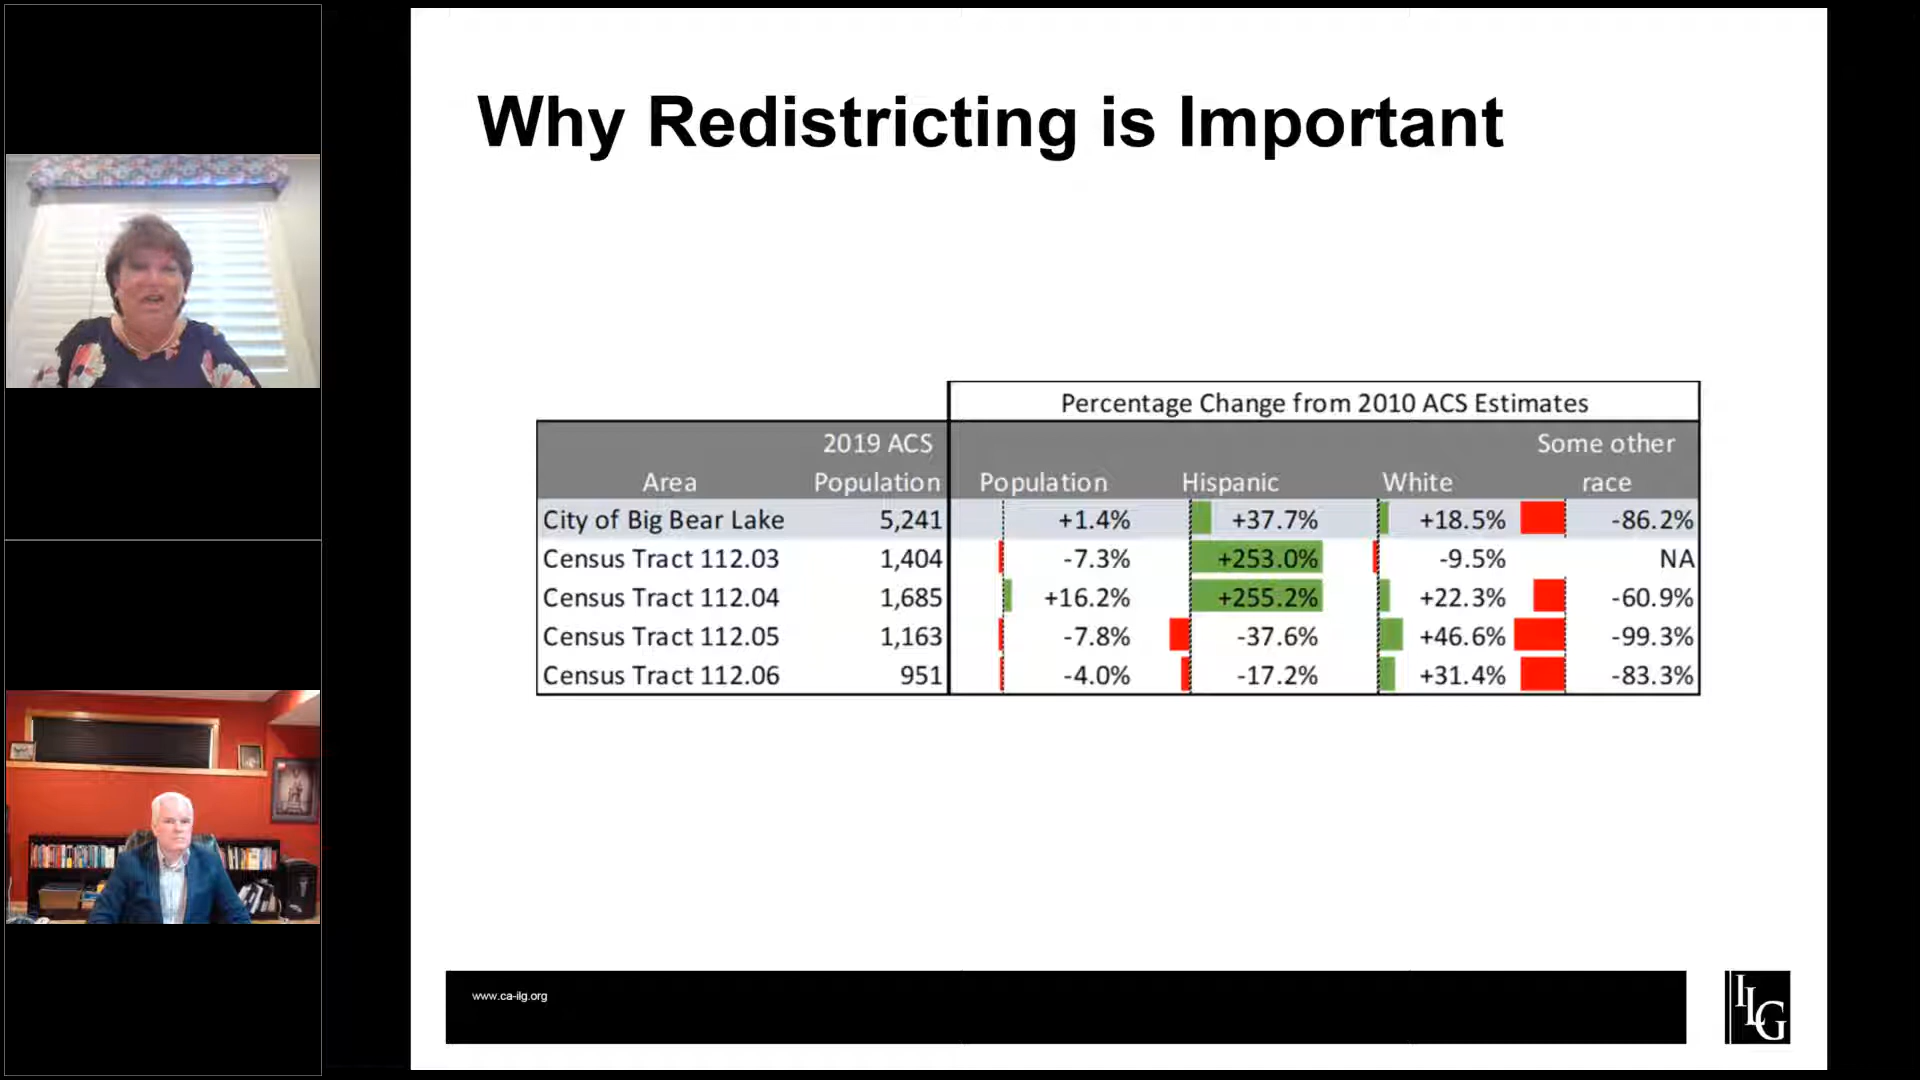 Why Redistricting is Important
Percentage Change from 2010 ACS Estimates
2019 ACS Some other
Area Population Population Hispanic White race
City of Big Bear Lake 5,241 +1.4% +37.7% +18.5% -86.2%
Census Tract 112.03 1,404 -7.3% +253.0% -9.5% NA
Census Tract 112.04 1,685 +16.2% +255.2% +22.3% -60.9%
Census Tract 112.05 1,163 -7.8% -37.6% +46.6% -99.3%
Census Tract 112.06 951 -4.0% -17.2% +31.4% -83.3%
www.ca-ilg.org
ILG